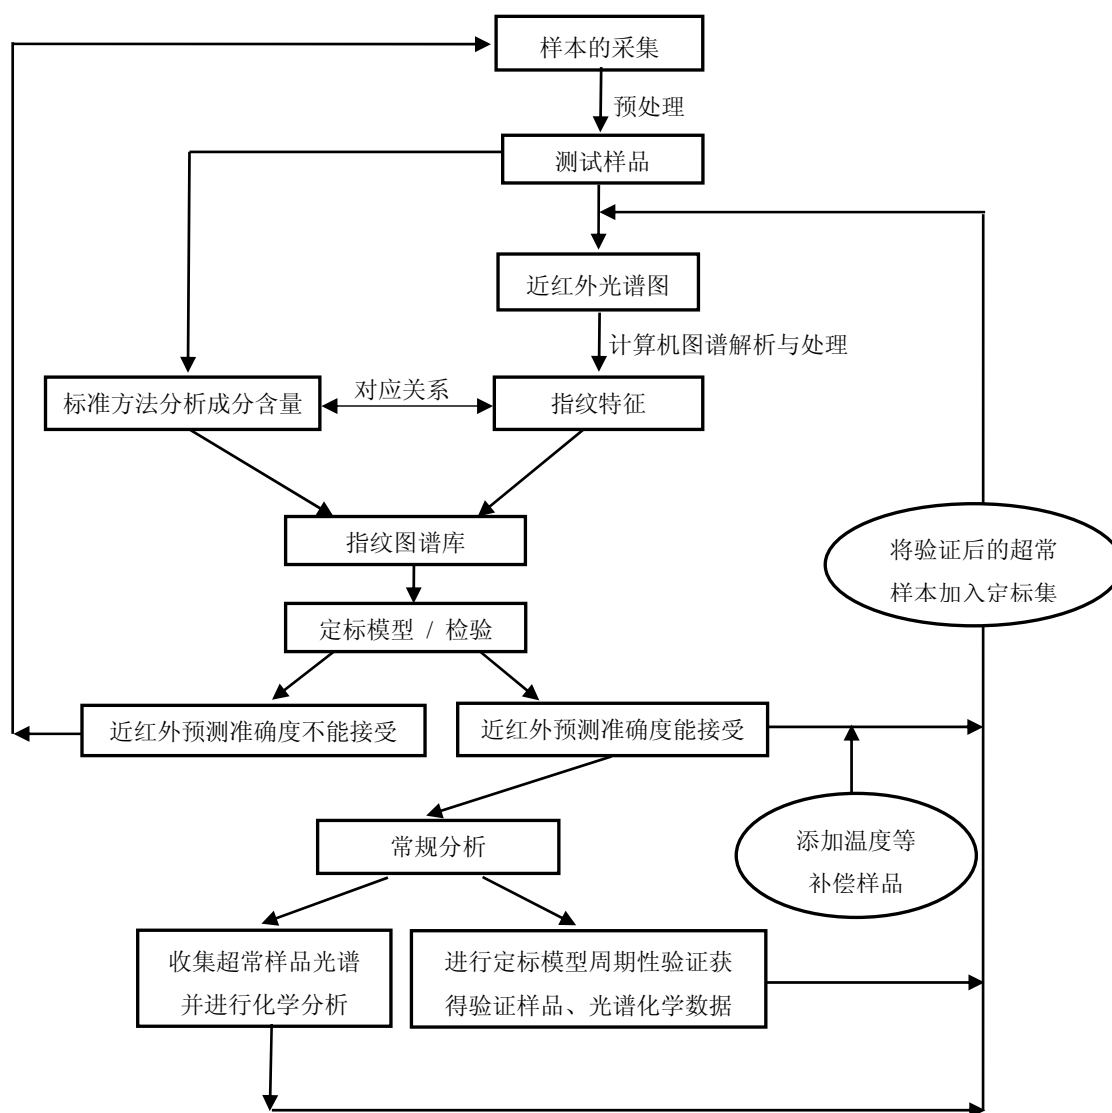 样本的采集
预处理
测试样品
近红外光谱图
计算机图谱解析与处理
标准方法分析成分含量
对应关系
指纹特征
指纹图谱库
将验证后的超常
样本加入定标集
定标模型 / 检验
近红外预测准确度不能接受
近红外预测准确度能接受
添加温度等
补偿样品
常规分析
收集超常样品光谱
并进行化学分析
进行定标模型周期性验证获
得验证样品、光谱化学数据